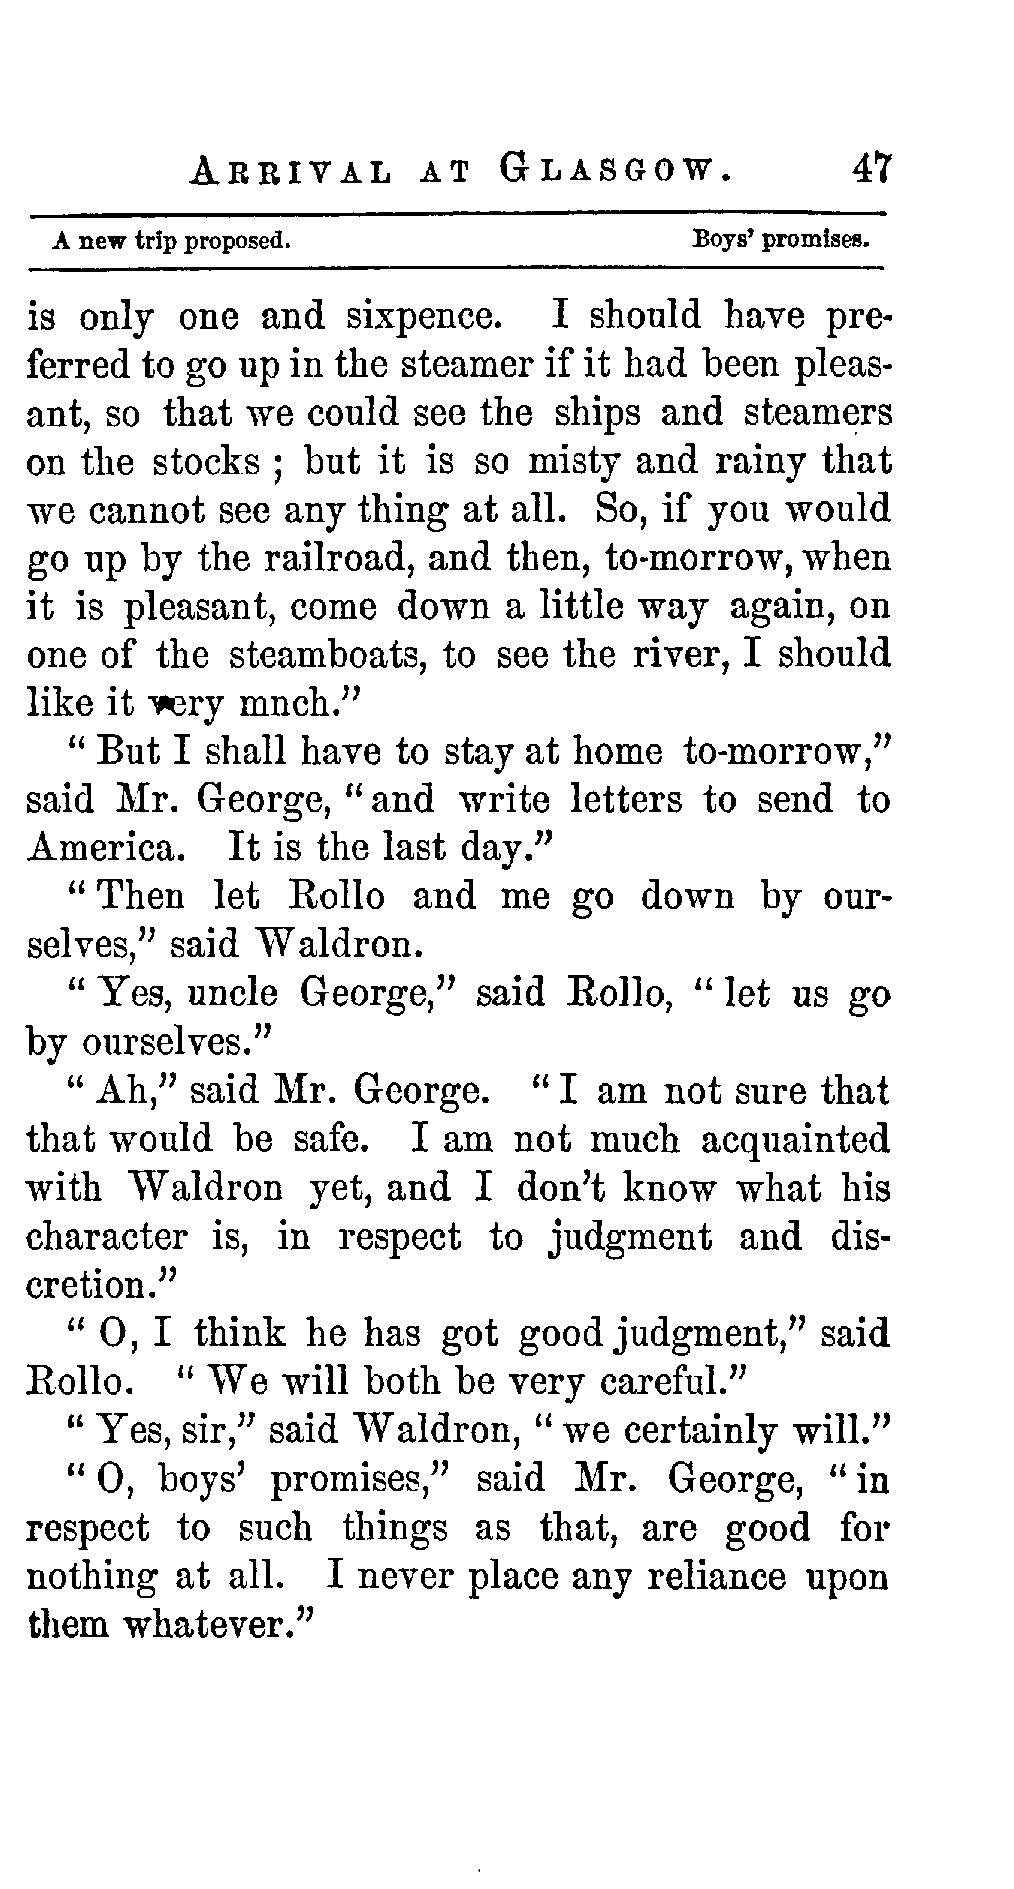 ARRIVAL AT GLASGOW. 47
A new trip proposed. Boys' promises.
is only one and sixpence. I should have pre-
ferred to go up in the steamer if it had been pleas-
ant, so that we could see the ships and steamers
on the stocks ; but it is so misty and rainy that
we cannot see any thing at all. So, if you would
go up by the railroad, and then, to-morrow, when
it is pleasant, come down a little way again, on
one of the steamboats, to see the river, I should
like it very mnch."
" But I shall have to stay at home to-morrow,"
said Mr. George, " and write letters to send to
America. It is the last day."
" Then let Rollo and me go down by our-
selves," said Waldron.
" Yes, uncle George," said Rollo, " let us go
by ourselves."
" Ah," said Mr. George. " I am not sure that
that would be safe. I am not much acquainted
with Waldron yet, and I don't know what his
character is, in respect to judgment and dis-
cretion."
" O, I think he has got good judgment," said
Rollo. " We will both be very careful."
" Yes, sir," said Waldron, " we certainly will."
" O, boys' promises," said Mr. George, " in
respect to such things as that, are good for
nothing at all. I never place any reliance upon
them whatever."